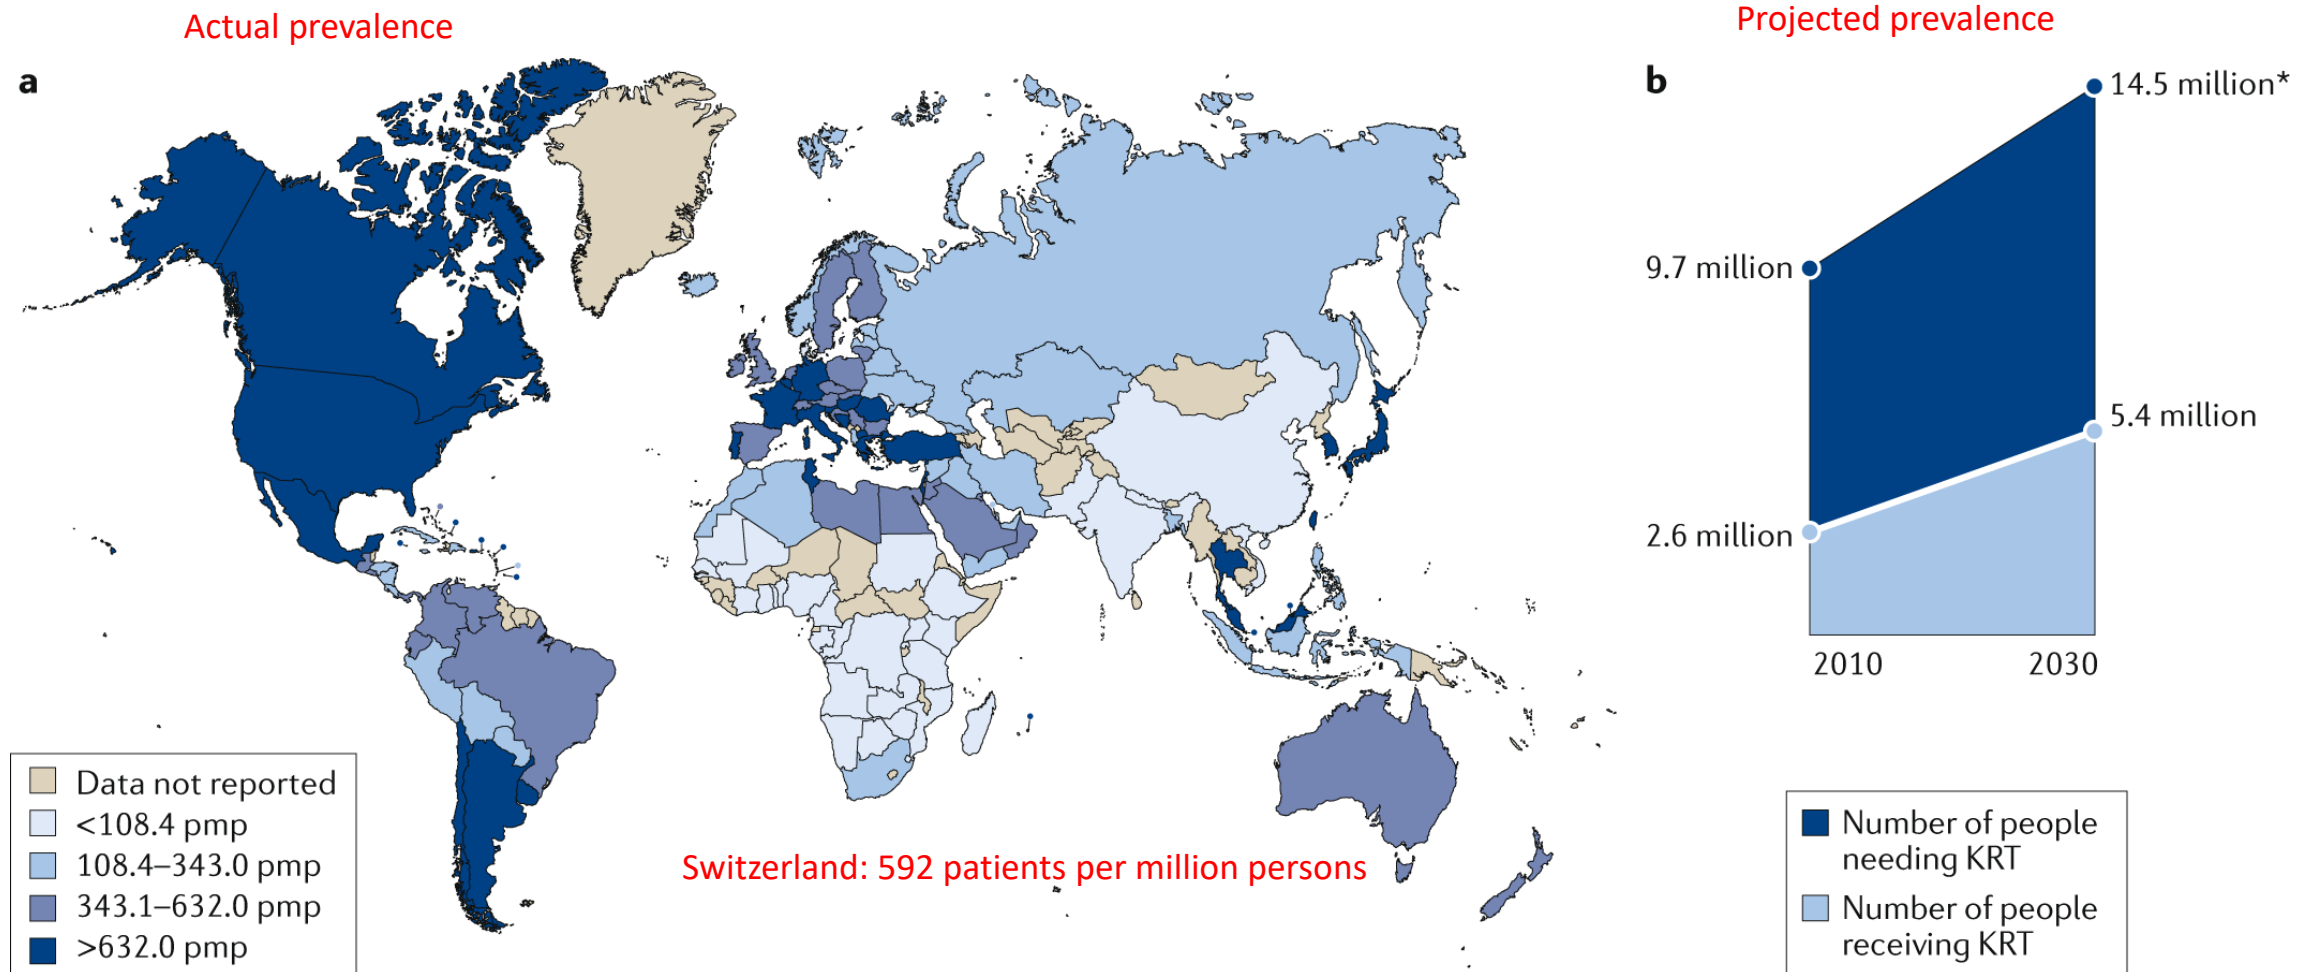 Actual prevalence
Projected prevalence
a
b
14.5 million*
9.7 million
5.4 million
2.6 million
2010
2030
Data not reported
<108.4 pmp
108.4–343.0 pmp
343.1–632.0 pmp
>632.0 pmp
Switzerland: 592 patients per million persons
Number of people
needing KRT
Number of people
receiving KRT